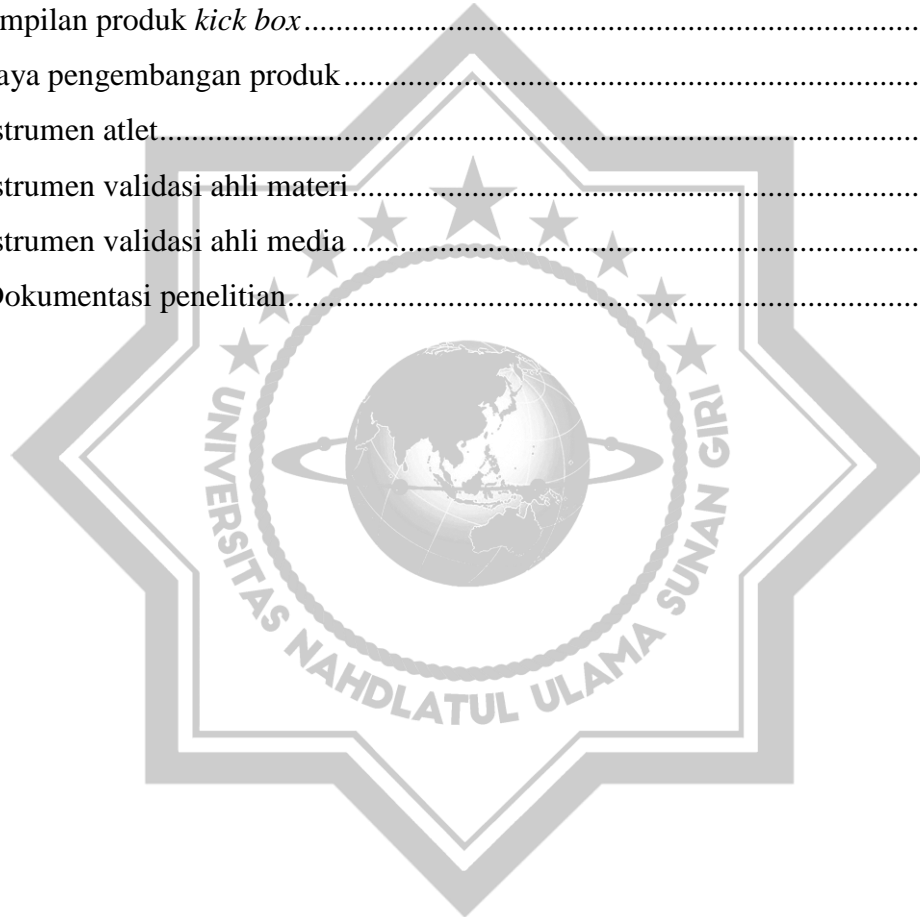 mpilan produk kick box........................................................................
aya pengembangan produk...................................................................
strumen atlet..........................................................................................
strumen validasi ahli materi..................................................................
strumen validasi ahli media ..................................................................
Dokumentasi penelitian.........................................................................
UNIVERSITAS NAHDLATUL ULAMA SUNAN GIRI